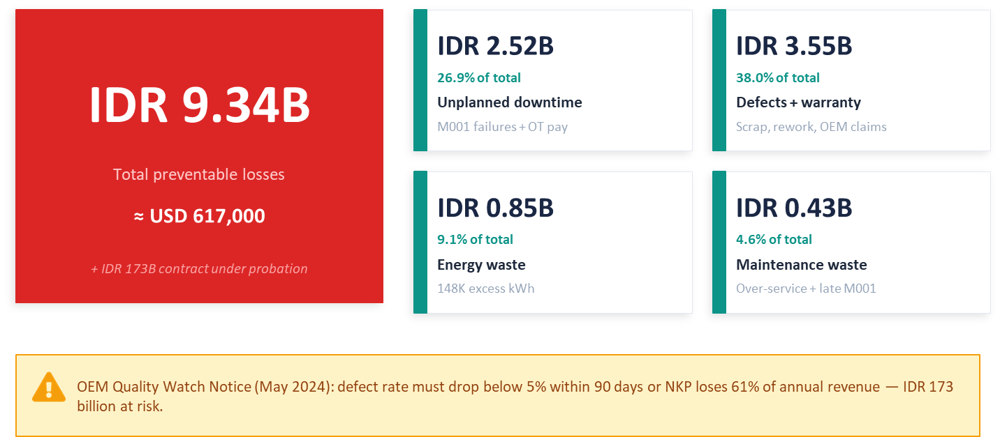 IDR 9.34B
Total preventable losses
≈ USD 617,000
+ IDR 173B contract under probation
IDR 2.52B
26.9% of total
Unplanned downtime
M001 failures + OT pay
IDR 3.55B
38.0% of total
Defects + warranty
Scrap, rework, OEM claims
IDR 0.85B
9.1% of total
Energy waste
148K excess kWh
IDR 0.43B
4.6% of total
Maintenance waste
Over-service + late M001
OEM Quality Watch Notice (May 2024): defect rate must drop below 5% within 90 days or NKP loses 61% of annual revenue — IDR 173
billion at risk.